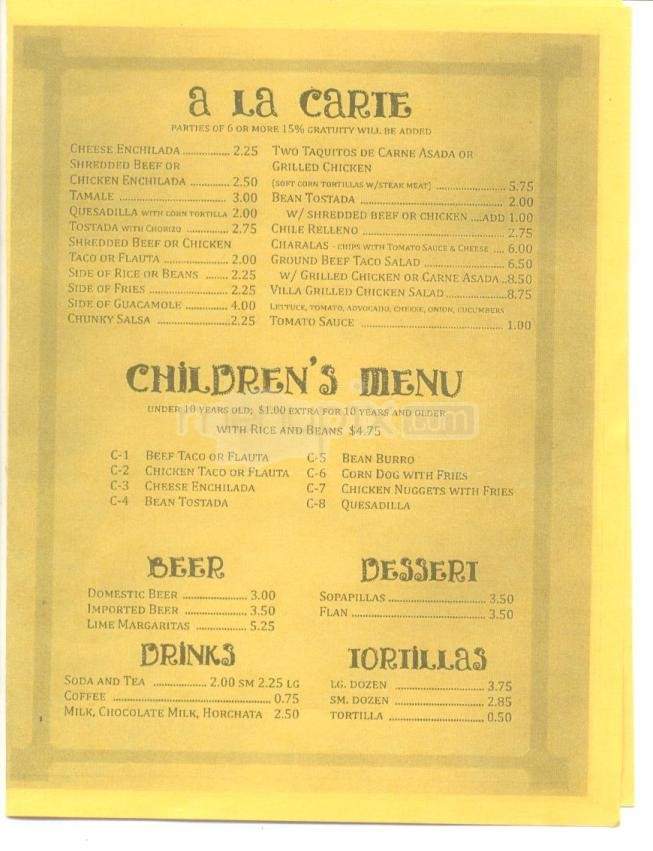 A LA CARTE
PARTIES OF 6 OR MORE 15% GRATUITY WILL BE ADDED
CHEESE ENCHILADA .............. 2.25
SHREDDED BEEF OR
CHICKEN ENCHILADA ............ 2.50
TAMALE ........................ 3.00
QUESADILLA WITH CORN TORTILLA 2.00
TOSTADA WITH CHORIZO ............ 2.75
SHREDDED BEEF OR CHICKEN
TACO OR FLAUTA .................. 2.00
SIDE OF RICE OR BEANS ....... 2.25
SIDE OF FRIES .................... 2.25
SIDE OF GUACAMOLE ............ 4.00
CHUNKY SALSA ..................2.25
TWO TAQUITOS DE CARNE ASADA OR
GRILLED CHICKEN
(SOFT CORN TORTILLAS W/STEAK MEAT) ................. 5.75
BEAN TOSTADA .................................. 2.00
W/ SHREDDED BEEF OR CHICKEN ....ADD 1.00
CHILE RELLENO .................................. 2.75
CHARALAS - CHIPS WITH TOMATO SAUCE & CHEESE .... 6.00
GROUND BEEF TACO SALAD ..................... 6.50
W/ GRILLED CHICKEN OR CARNE ASADA ..8.50
VILLA GRILLED CHICKEN SALAD ...............8.75
LETTUCE, TOMATO, ADVOCADO, CHEESE, ONION, CUCUMBERS
TOMATO SAUCE .................................. 1.00
CHILDREN'S MENU
UNDER 10 YEARS OLD; $1.00 EXTRA FOR 10 YEARS AND OLDER
WITH RICE AND BEANS $4.75
C-1 BEEF TACO OR FLAUTA
C-2 CHICKEN TACO OR FLAUTA
C-3 CHEESE ENCHILADA
C-4 BEAN TOSTADA
C-5 BEAN BURRO
C-6 CORN DOG WITH FRIES
C-7 CHICKEN NUGGETS WITH FRIES
C-8 QUESADILLA
BEER
DOMESTIC BEER ................... 3.00
IMPORTED BEER .................. 3.50
LIME MARGARITAS ............... 5.25
DESSERT
SOPAPILLAS ............................ 3.50
FLAN ........................................ 3.50
DRINKS
SODA AND TEA ............... 2.00 SM 2.25 LG
COFFEE ............................................ 0.75
MILK, CHOCOLATE MILK, HORCHATA 2.50
TORTILLAS
LG. DOZEN ........................... 3.75
SM. DOZEN ........................... 2.85
TORTILLA ............................. 0.50